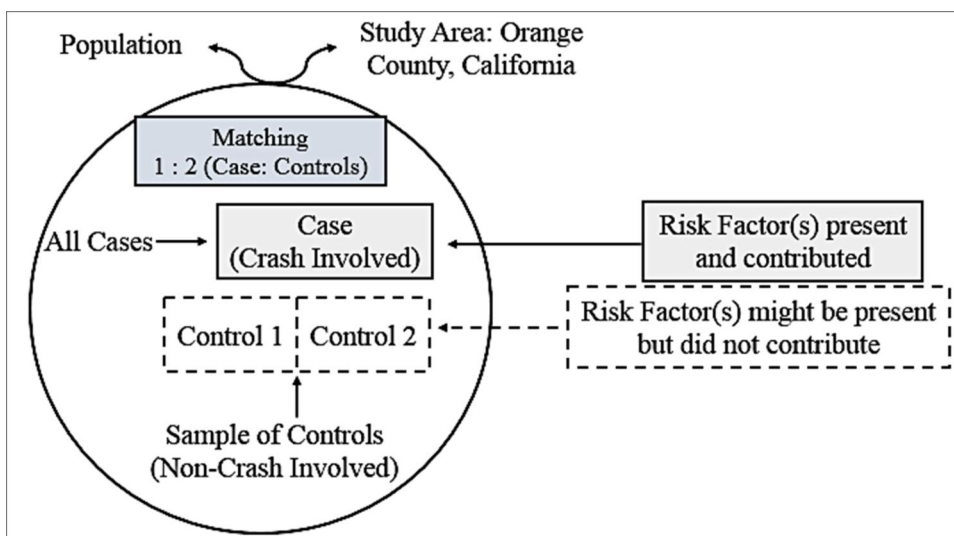 Population
Study Area: Orange
County, California
Matching
1 : 2 (Case: Controls)
All Cases
Case
(Crash Involved)
Risk Factor(s) present
and contributed
Control 1
Control 2
Risk Factor(s) might be present
but did not contribute
Sample of Controls
(Non-Crash Involved)